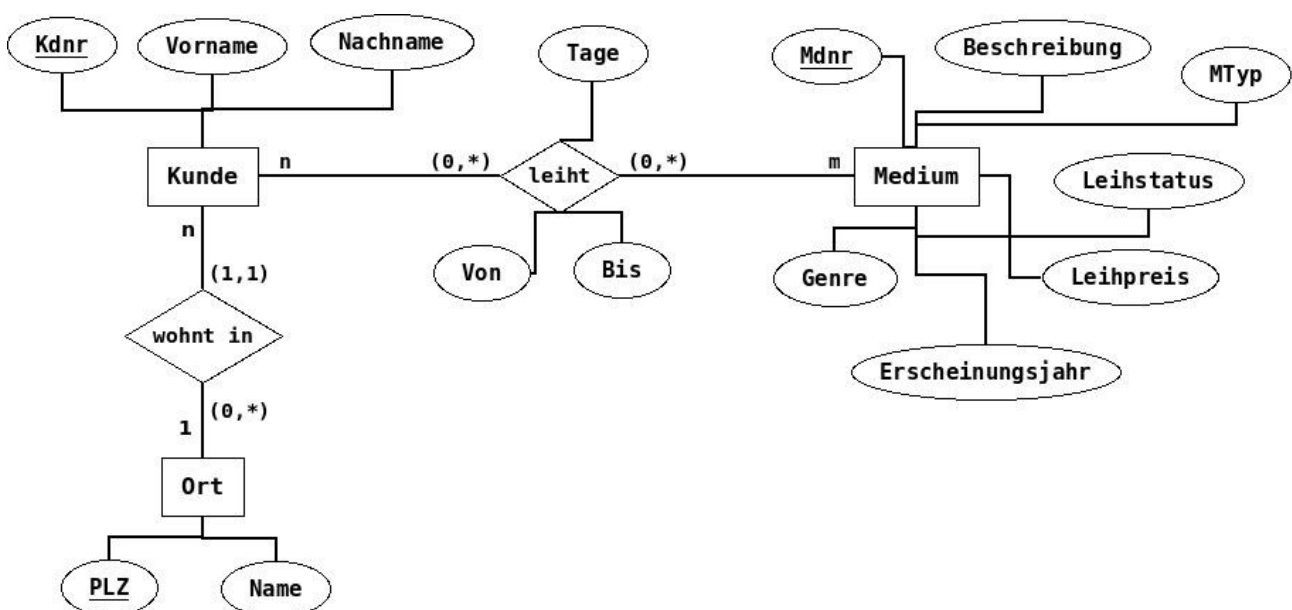 Kdnr
Vorname
Nachname
Tage
Mdnr
Beschreibung
MTyp
Kunde
n
(0,*)
leiht
(0,*)
m
Medium
Leihstatus
n
(1,1)
Von
Bis
Genre
Leihpreis
wohnt in
Erscheinungsjahr
(0,*)
1
Ort
PLZ
Name